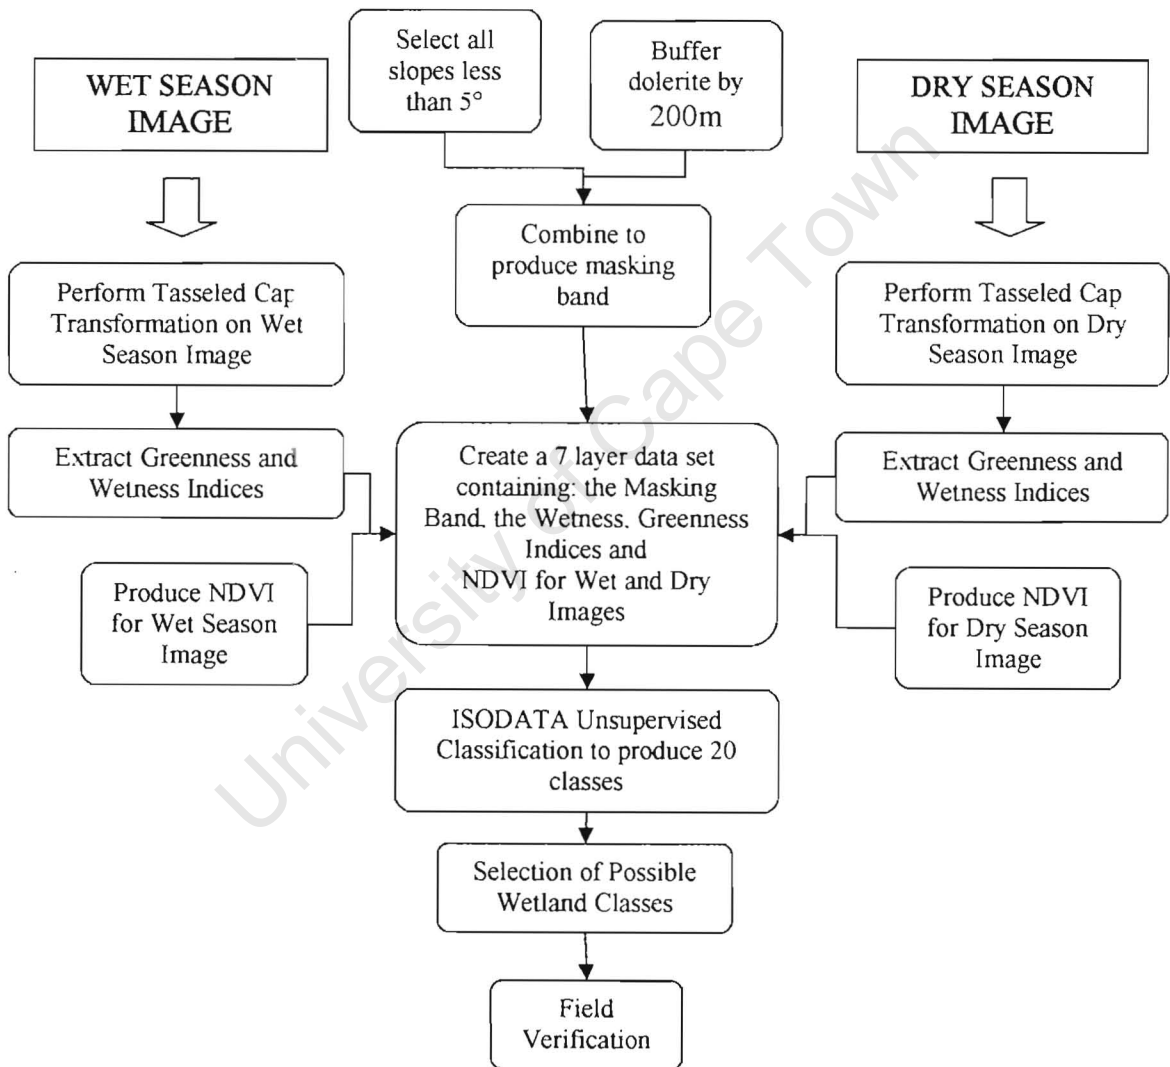 WET SEASON
IMAGE
Select all
slopes less
than 5°
Buffer
dolerite by
200m
DRY SEASON
IMAGE
Combine to
produce masking
band
Perform Tasseled Cap
Transformation on Wet
Season Image
Perform Tasseled Cap
Transformation on Dry
Season Image
Extract Greenness and
Wetness Indices
Create a 7 layer data set
containing: the Masking
Band, the Wetness, Greenness
Indices and
NDVI for Wet and Dry
Images
Extract Greenness and
Wetness Indices
Produce NDVI
for Wet Season
Image
Produce NDVI
for Dry Season
Image
ISODATA Unsupervised
Classification to produce 20
classes
Selection of Possible
Wetland Classes
Field
Verification
University of Cape Town